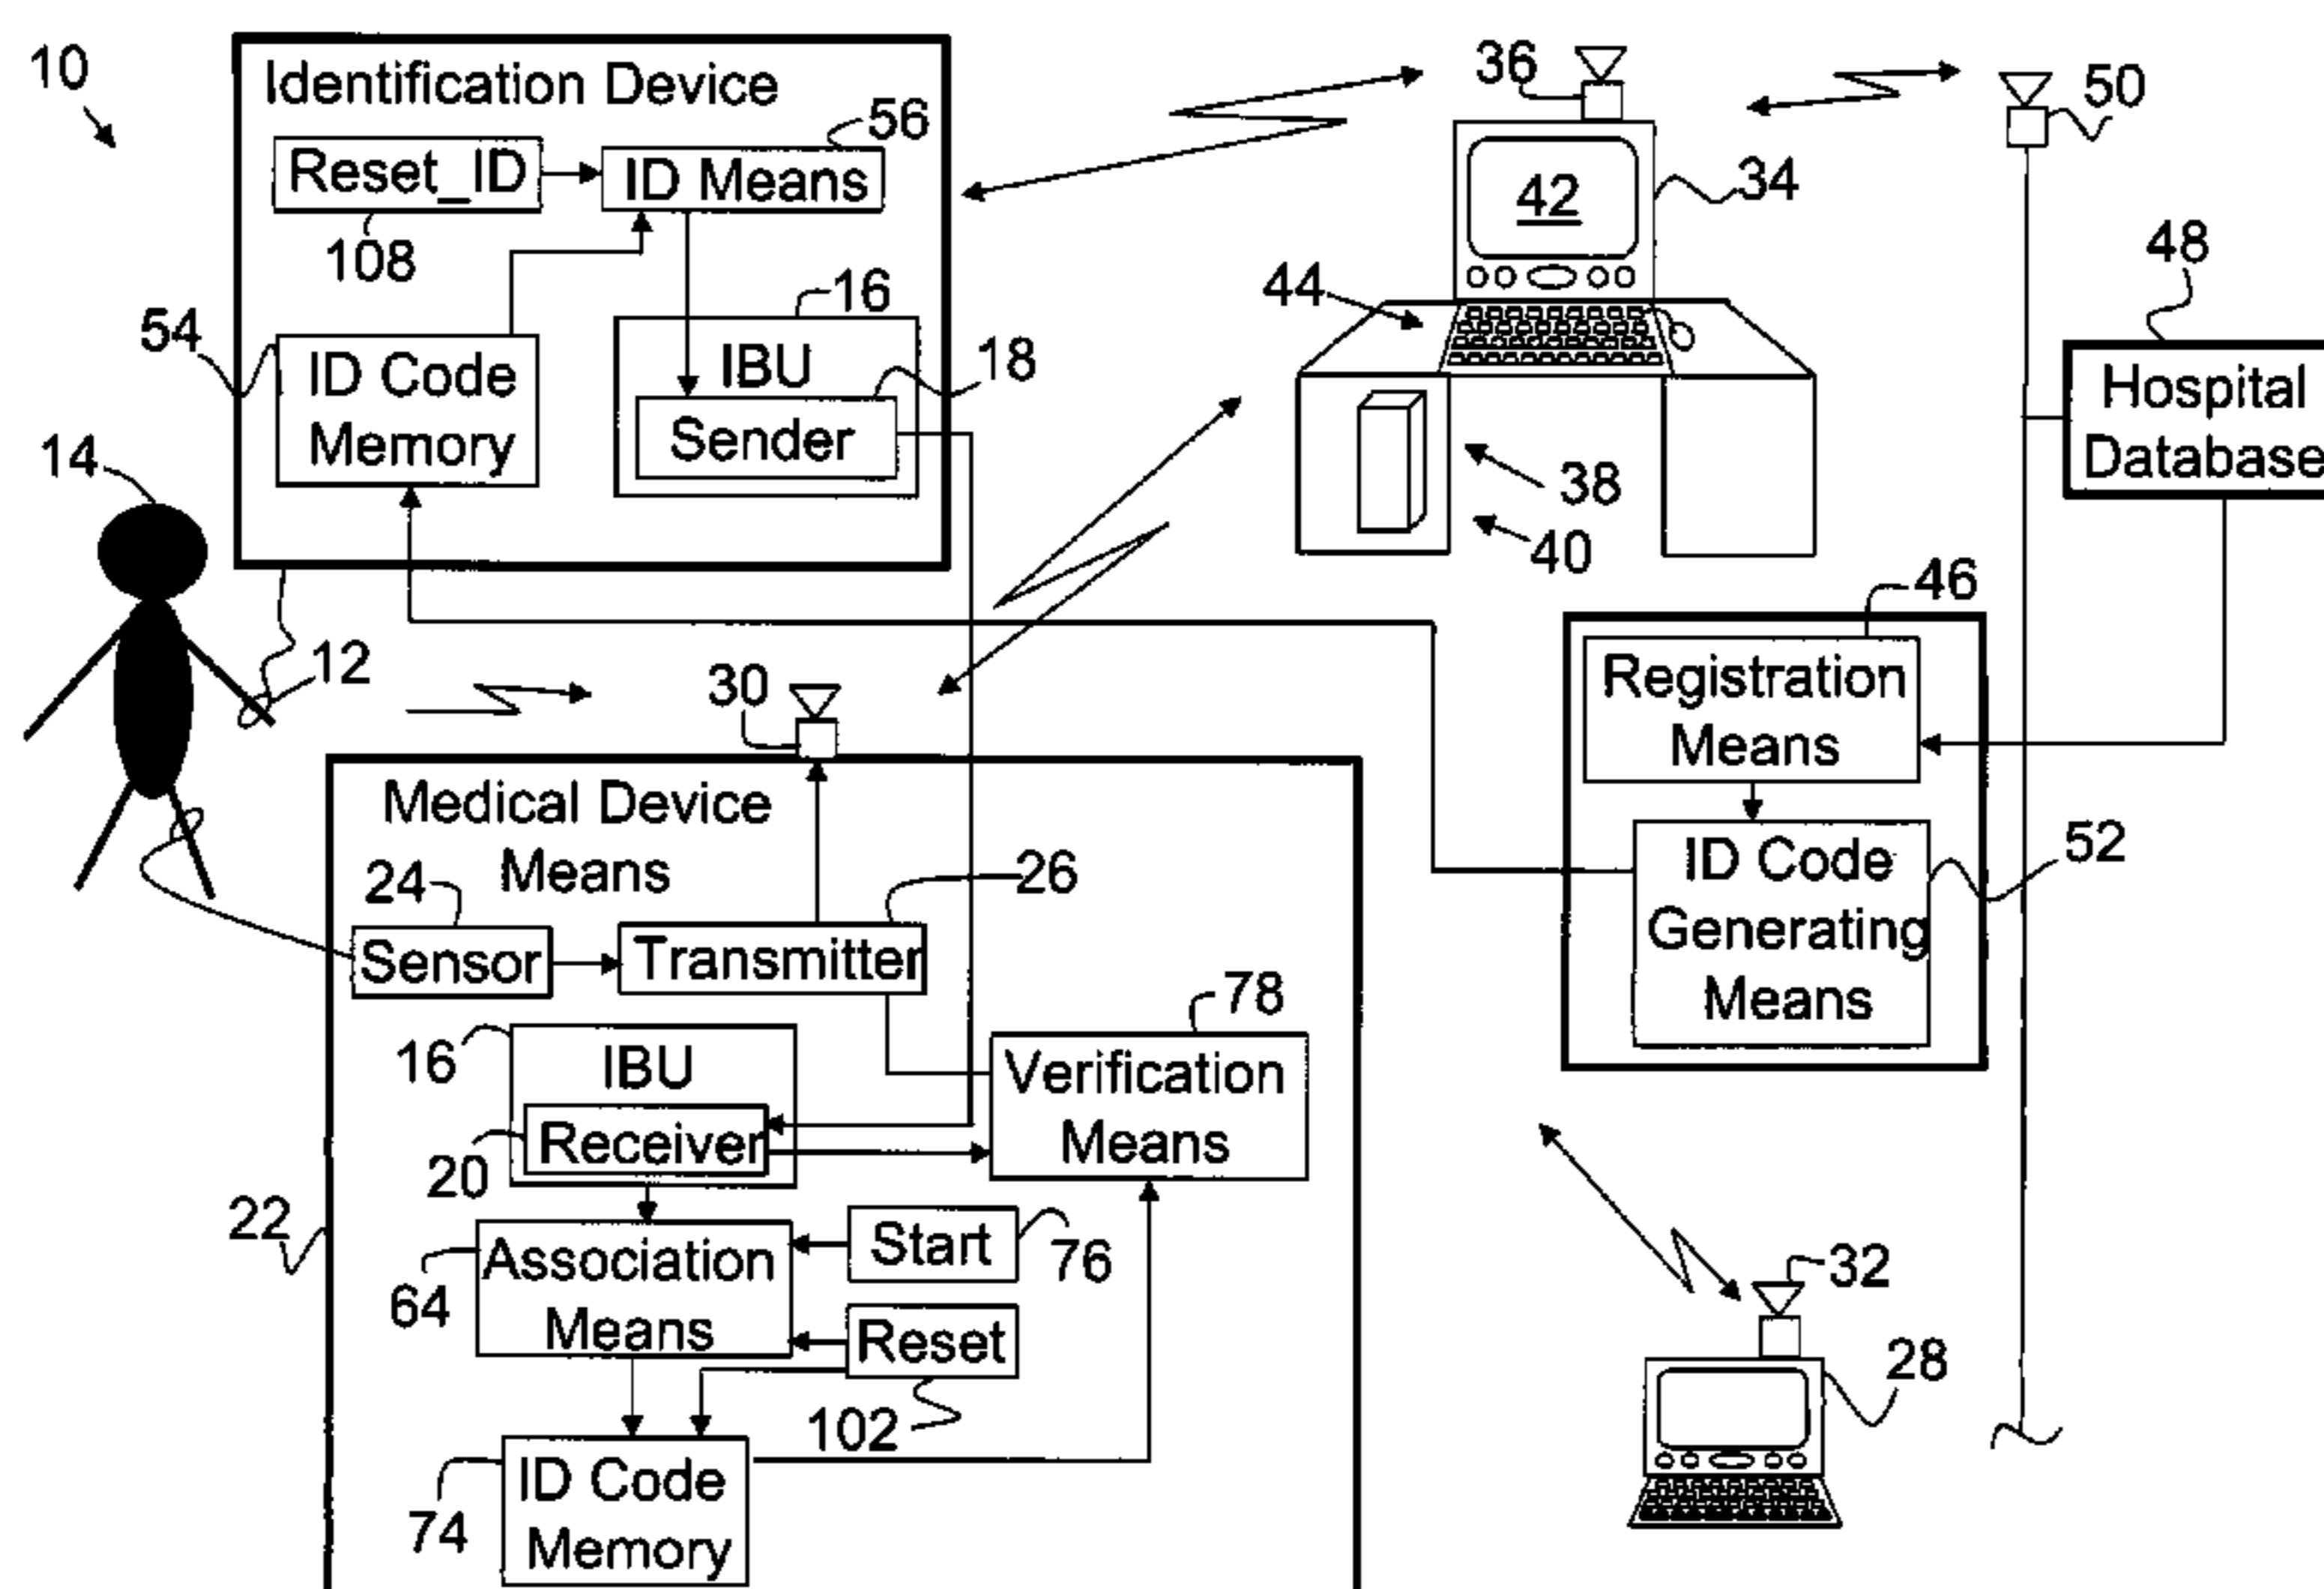 10
Identification Device
56
Reset_ID
ID Means
108
16
54
ID Code
Memory
IBU
18
Sender
14
12
36
50
34
42
44
48
Hospital
Database
38
40
46
Registration
Means
ID Code
Generating
Means
52
30
Medical Device
Means
24
26
Sensor
Transmitter
78
16
IBU
Verification
Means
20
Receiver
22
64
Association
Means
Start
76
Reset
102
74
ID Code
Memory
32
28